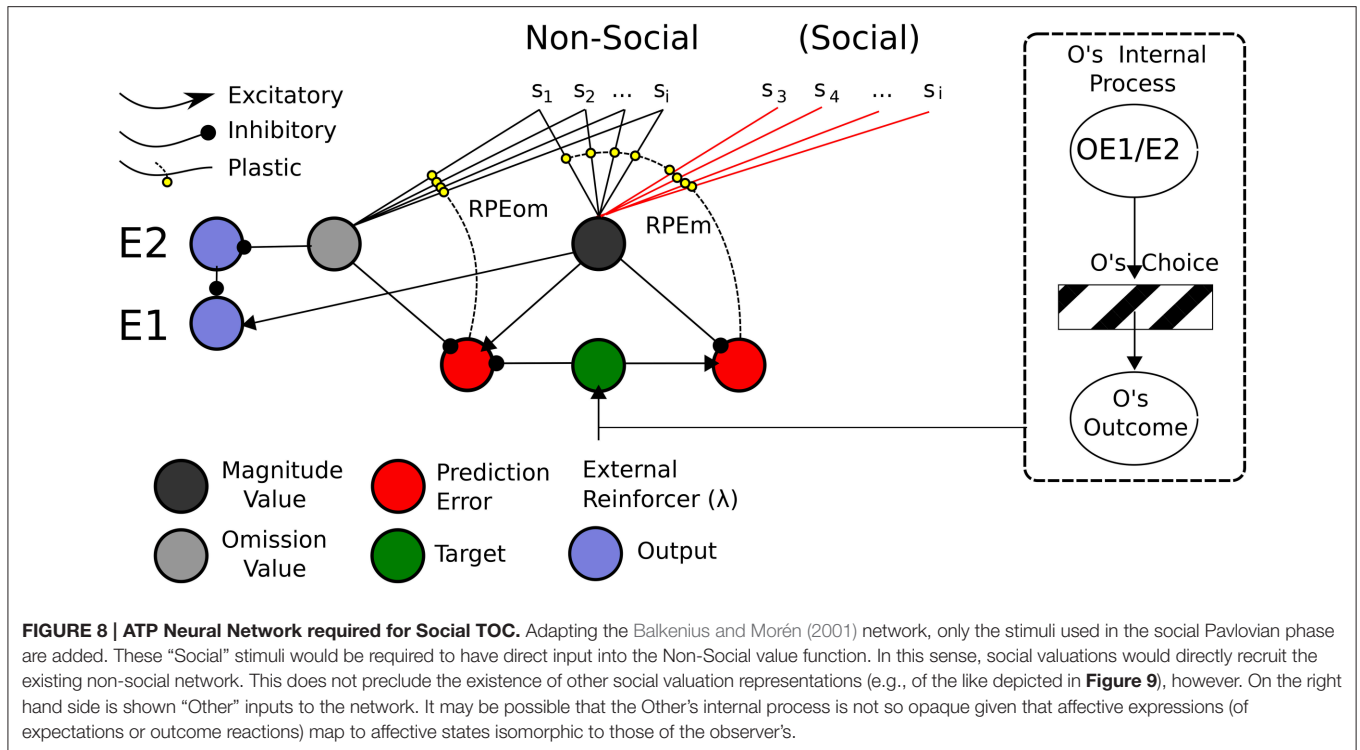 Non-Social (Social)
O's Internal
Process
Excitatory
Inhibitory
Plastic
s1 s2 ... si
s3 s4 ... si
OE1/E2
RPEom
RPEm
E2
E1
O's Choice
O's
Outcome
Magnitude
Value
Prediction
Error
External
Reinforcer (λ)
Omission
Value
Target
Output
FIGURE 8 | ATP Neural Network required for Social TOC. Adapting the Balkenius and Morén (2001) network, only the stimuli used in the social Pavlovian phase
are added. These “Social” stimuli would be required to have direct input into the Non-Social value function. In this sense, social valuations would directly recruit the
existing non-social network. This does not preclude the existence of other social valuation representations (e.g., of the like depicted in Figure 9), however. On the right
hand side is shown “Other” inputs to the network. It may be possible that the Other’s internal process is not so opaque given that affective expressions (of
expectations or outcome reactions) map to affective states isomorphic to those of the observer’s.